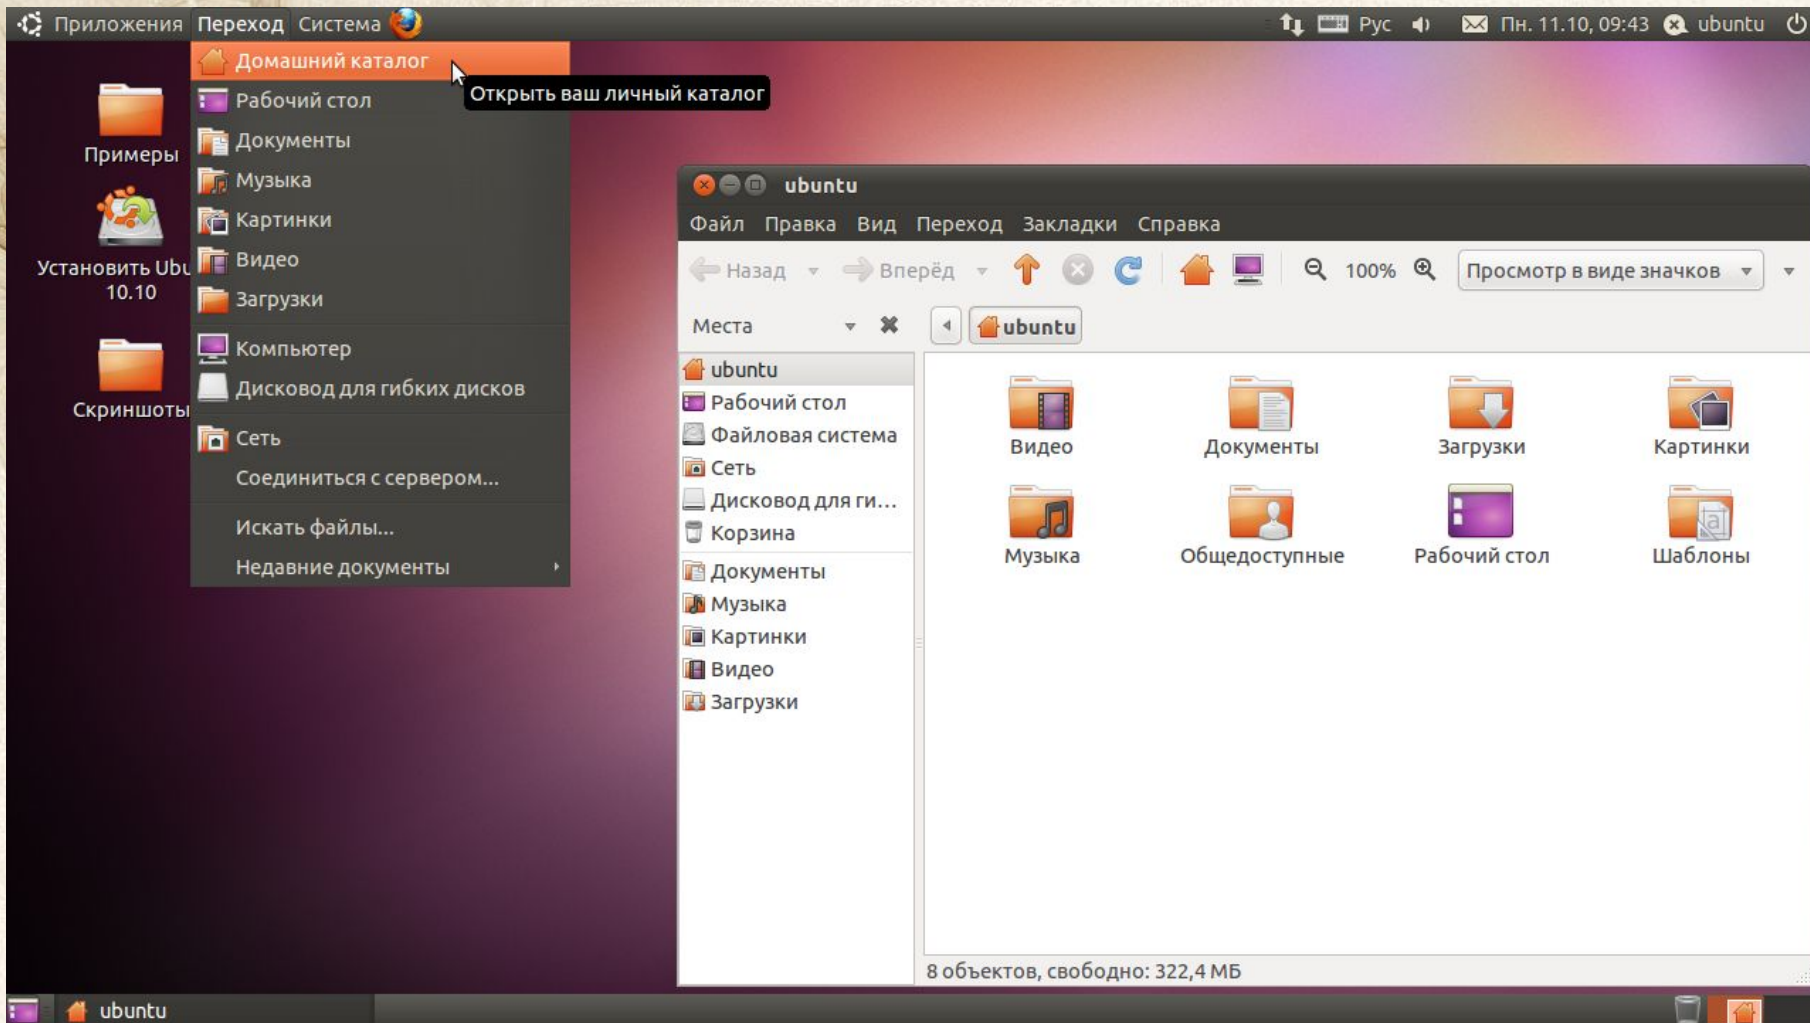 Приложения Переход Система
Рус Пн. 11.10, 09:43 ubuntu
Домашний каталог
Открыть ваш личный каталог
Рабочий стол
Документы
Музыка
Картинки
Видео
Загрузки
Компьютер
Дисковод для гибких дисков
Сеть
Соединиться с сервером...
Искать файлы...
Недавние документы
Примеры
Установить Ubu
10.10
Скриншоты
ubuntu
Файл Правка Вид Переход Закладки Справка
Назад Вперёд 100% Просмотр в виде значков
Места ubuntu
ubuntu
Рабочий стол
Файловая система
Сеть
Дисковод для ги...
Корзина
Документы
Музыка
Картинки
Видео
Загрузки
Видео Документы Загрузки Картинки
Музыка Общедоступные Рабочий стол Шаблоны
8 объектов, свободно: 322,4 МБ
ubuntu